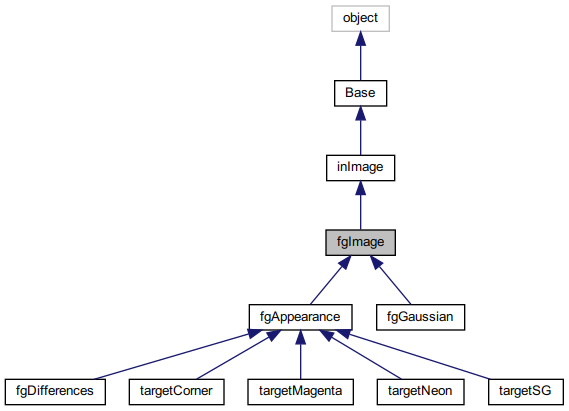 object
Base
inImage
fgImage
fgAppearance
fgGaussian
fgDifferences
targetCorner
targetMagenta
targetNeon
targetSG